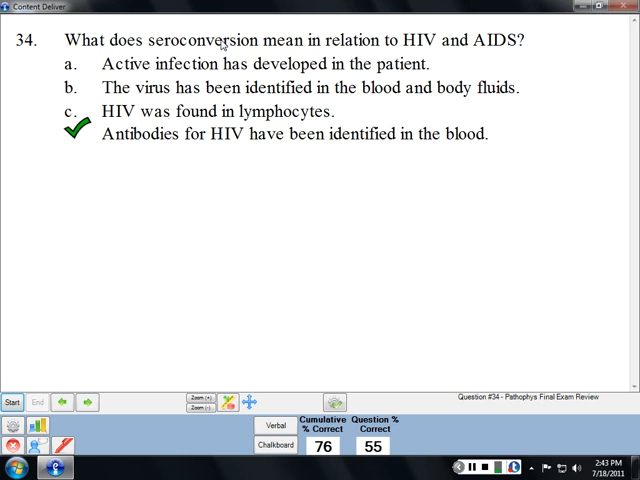 Content Deliver
34. What does seroconversion mean in relation to HIV and AIDS?
a. Active infection has developed in the patient.
b. The virus has been identified in the blood and body fluids.
c. HIV was found in lymphocytes.
Antibodies for HIV have been identified in the blood.
Start End Zoom (+) Zoom (-) Question #34 - Pathophys Final Exam Review
Verbal Cumulative % Correct Question % Correct
Chalkboard 76 55
2:43 PM
7/18/2011